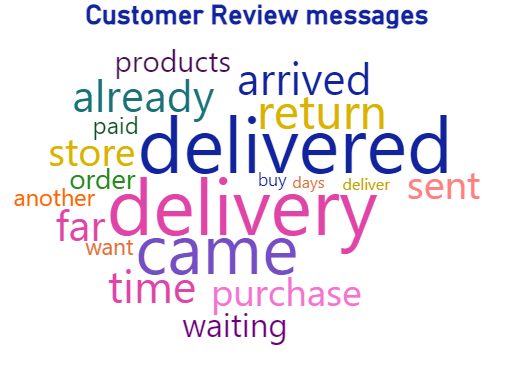 Customer Review messages
products
already arrived
return
paid
store delivered
order buy days deliver sent
another
delivery
far
want came
time purchase
waiting